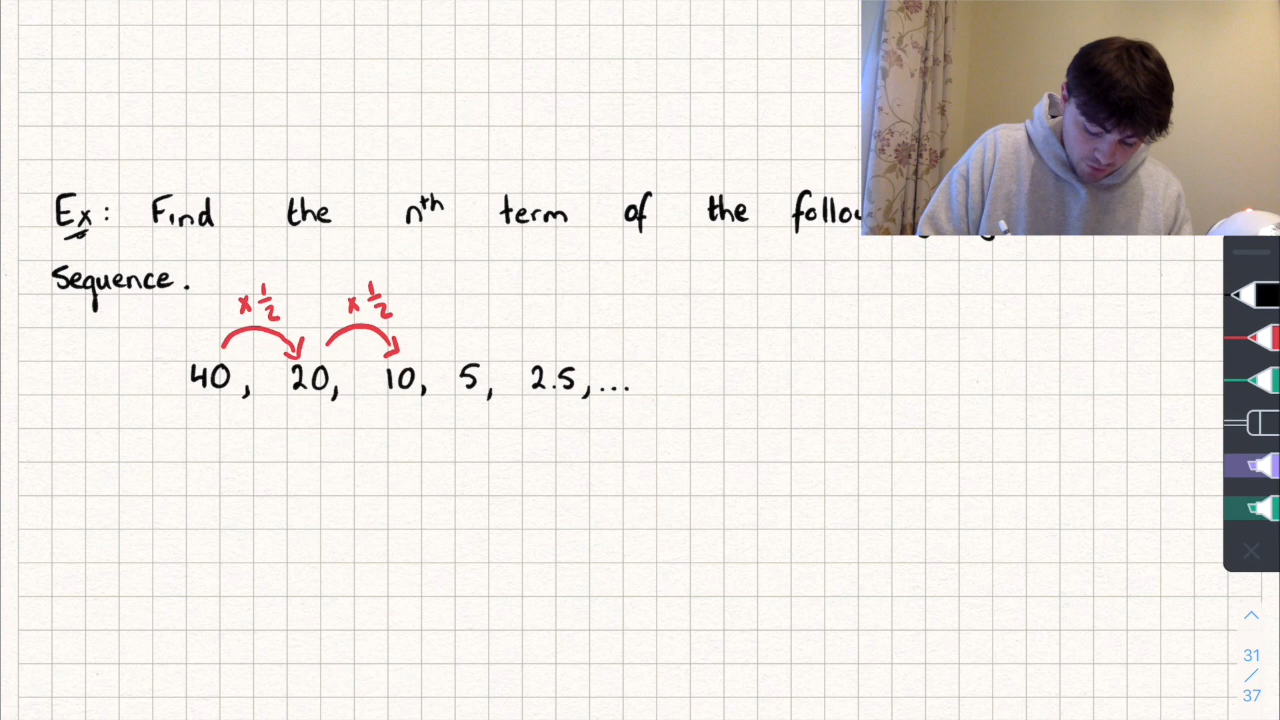 Ex: Find the nth term of the
Sequence.
× 1/2 × 1/2
40, 20, 10, 5, 2.5, ...
31
/
37